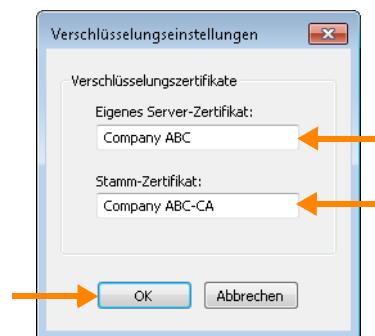 Verschlüsselungseinstellungen
Verschlüsselungszertifikate
Eigenes Server-Zertifikat:
Company ABC
Stamm-Zertifikat:
Company ABC-CA
OK Abbrechen